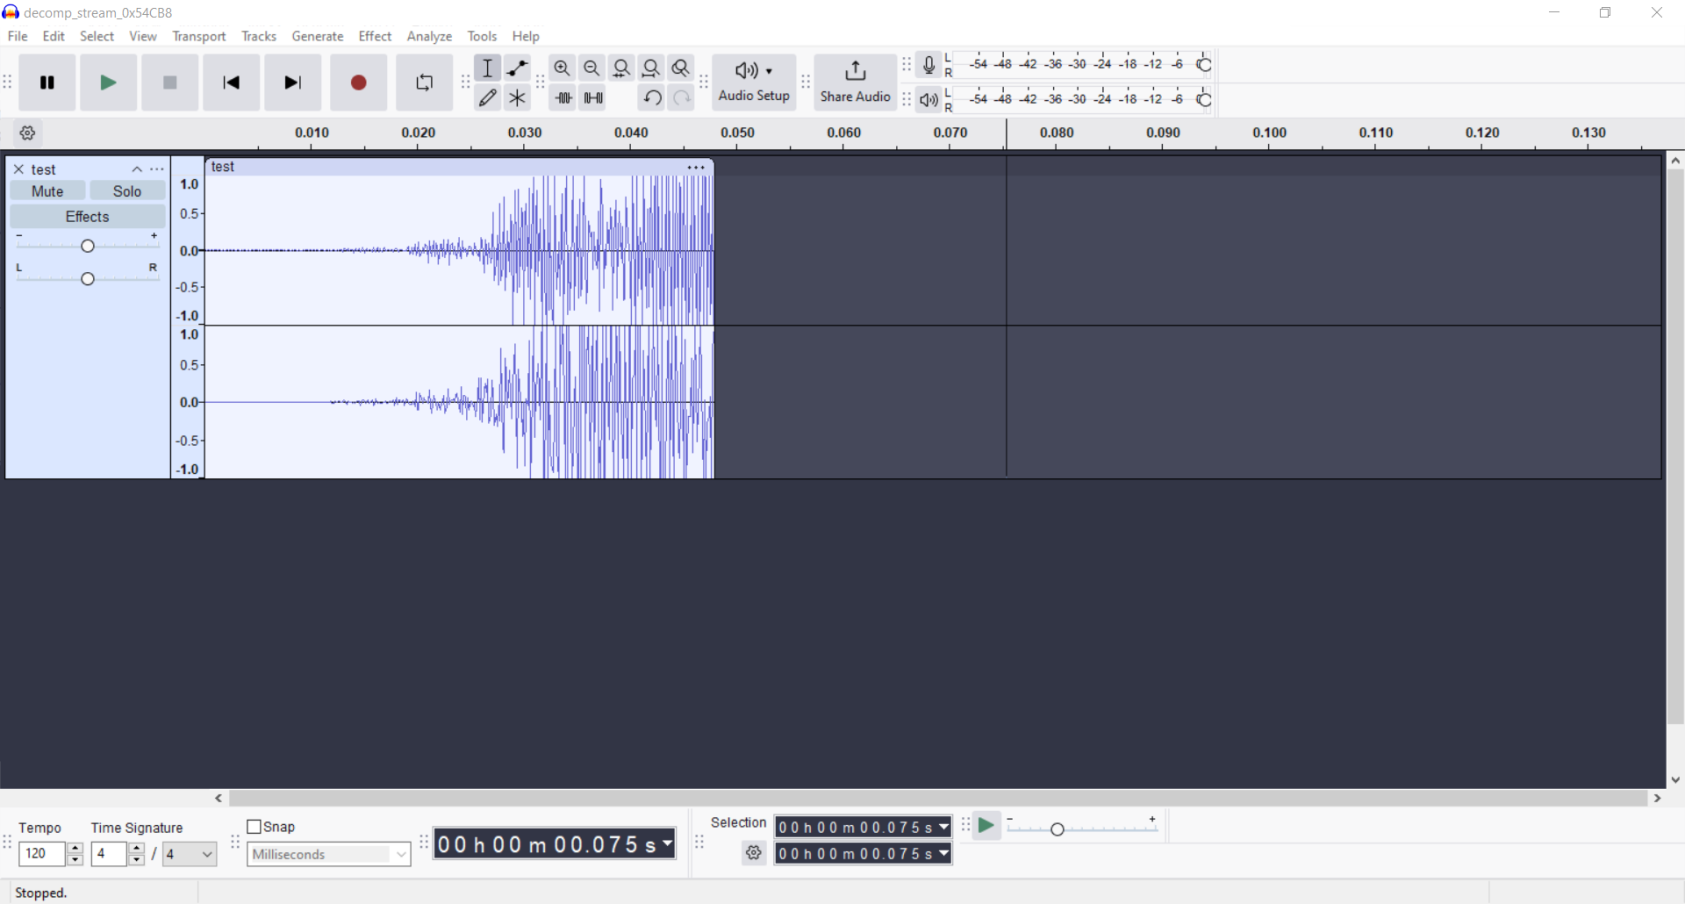 decomp_stream_0x54CB8
File Edit Select View Transport Tracks Generate Effect Analyze Tools Help
Audio Setup
Share Audio
L
R
-54 -48 -42 -36 -30 -24 -18 -12 -6 0
L
R
-54 -48 -42 -36 -30 -24 -18 -12 -6 0
0.010 0.020 0.030 0.040 0.050 0.060 0.070 0.080 0.090 0.100 0.110 0.120 0.130
test
Mute Solo
Effects
- +
L R
test
1.0
0.5
0.0
-0.5
-1.0
1.0
0.5
0.0
-0.5
-1.0
Tempo
120
Time Signature
4 / 4
Snap
Milliseconds
00 h 00 m 00.075 s
Selection
00 h 00 m 00.075 s
00 h 00 m 00.075 s
- +
Stopped.